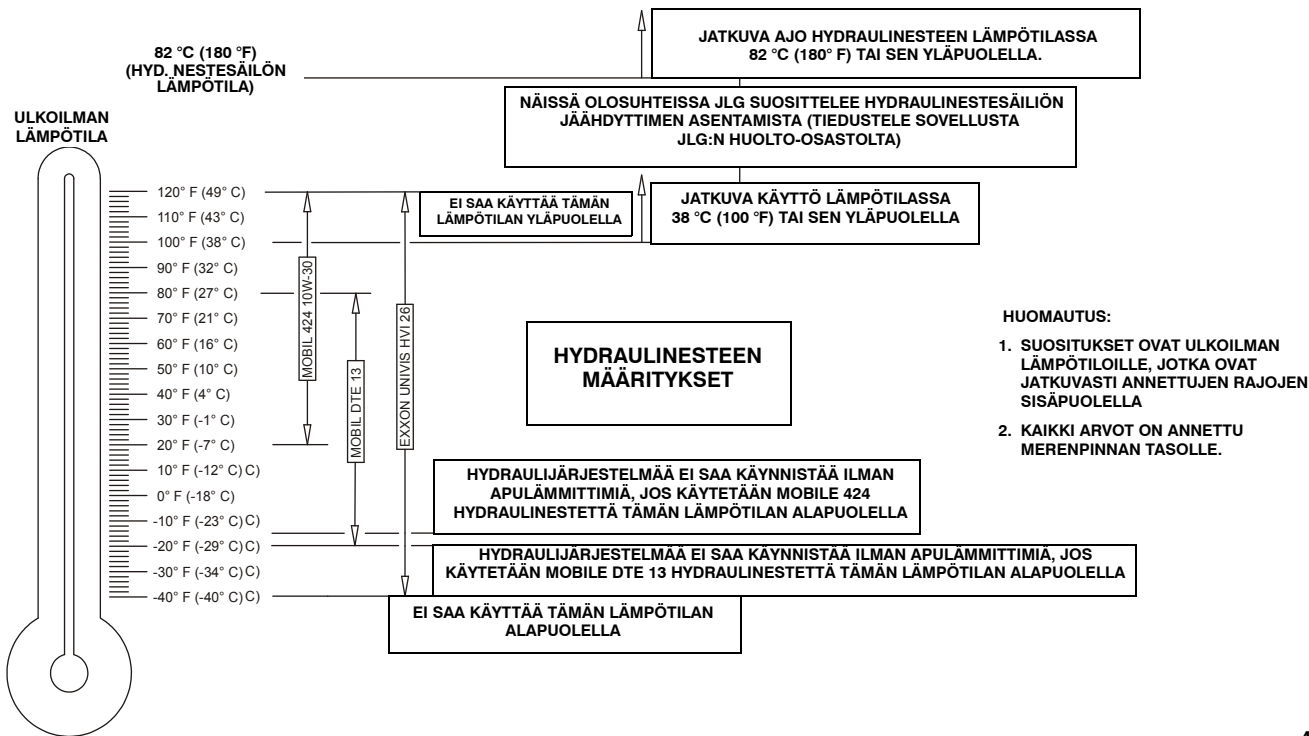 82 °C (180 °F)
(HYD. NESTESÄILÖN
LÄMPÖTILA)
JATKUVA AJO HYDRAULINESTEEN LÄMPÖTILASSA
82 °C (180° F) TAI SEN YLÄPUOLELLA.
NÄISSÄ OLOSUHTEISSA JLG SUOSITTELEE HYDRAULINESTESÄILIÖN
JÄÄHDYTTIMEN ASENTAMISTA (TIEDUSTELE SOVELLUSTA
JLG:N HUOLTO-OSASTOLTA)
ULKOILMAN
LÄMPÖTILA
EI SAA KÄYTTÄÄ TÄMÄN
LÄMPÖTILAN YLÄPUOLELLA
JATKUVA KÄYTTÖ LÄMPÖTILASSA
38 °C (100 °F) TAI SEN YLÄPUOLELLA
120° F (49° C)
110° F (43° C)
100° F (38° C)
90° F (32° C)
80° F (27° C)
70° F (21° C)
60° F (16° C)
50° F (10° C)
40° F (4° C)
30° F (-1° C)
20° F (-7° C)
10° F (-12° C) C)
0° F (-18° C)
-10° F (-23° C) C)
-20° F (-29° C) C)
-30° F (-34° C) C)
-40° F (-40° C) C)
MOBIL 424 10W-30
MOBIL DTE 13
EXXON UNIVIS HVI 26
HYDRAULINESTEEN
MÄÄRITYKSET
HUOMAUTUS:
1. SUOSITUKSET OVAT ULKOILMAN
LÄMPÖTILOILLE, JOTKA OVAT
JATKUVASTI ANNETTUJEN RAJOJEN
SISÄPUOLELLA
2. KAIKKI ARVOT ON ANNETTU
MERENPINNAN TASOLLE.
HYDRAULIJÄRJESTELMÄÄ EI SAA KÄYNNISTÄÄ ILMAN
APULÄMMITTIMIÄ, JOS KÄYTETÄÄN MOBILE 424
HYDRAULINESTETTÄ TÄMÄN LÄMPÖTILAN ALAPUOLELLA
HYDRAULIJÄRJESTELMÄÄ EI SAA KÄYNNISTÄÄ ILMAN APULÄMMITTIMIÄ, JOS
KÄYTETÄÄN MOBILE DTE 13 HYDRAULINESTETTÄ TÄMÄN LÄMPÖTILAN ALAPUOLELLA
EI SAA KÄYTTÄÄ TÄMÄN LÄMPÖTILAN
ALAPUOLELLA